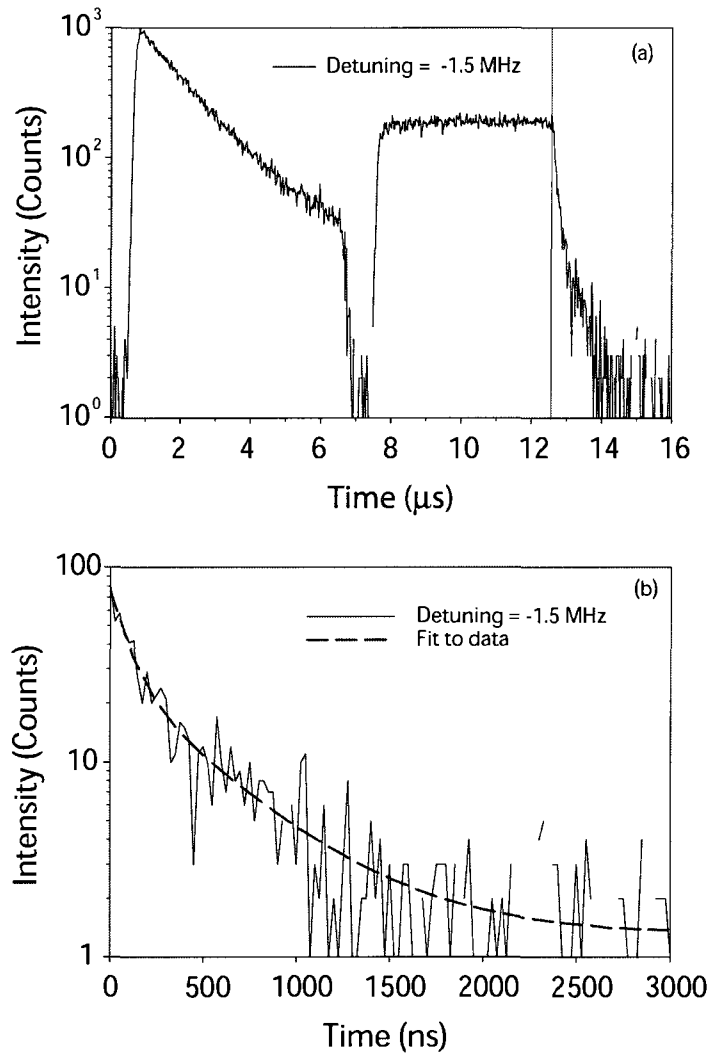 10³
(a)
Detuning = -1.5 MHz
10²
10¹
10⁰
Intensity (Counts)
0 2 4 6 8 10 12 14 16
Time (μs)
100
(b)
Detuning = -1.5 MHz
Fit to data
10
1
Intensity (Counts)
0 500 1000 1500 2000 2500 3000
Time (ns)